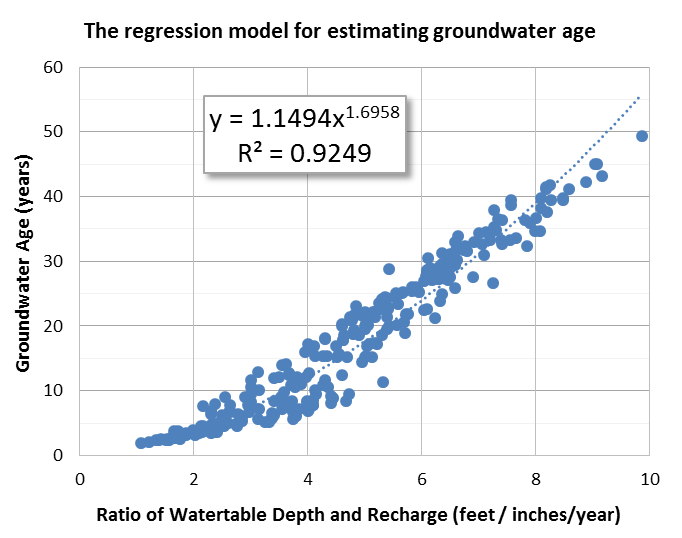 The regression model for estimating groundwater age
60
50
40
30
20
10
0
y = 1.1494x^1.6958
R² = 0.9249
Groundwater Age (years)
0 2 4 6 8 10
Ratio of Watertable Depth and Recharge (feet / inches/year)